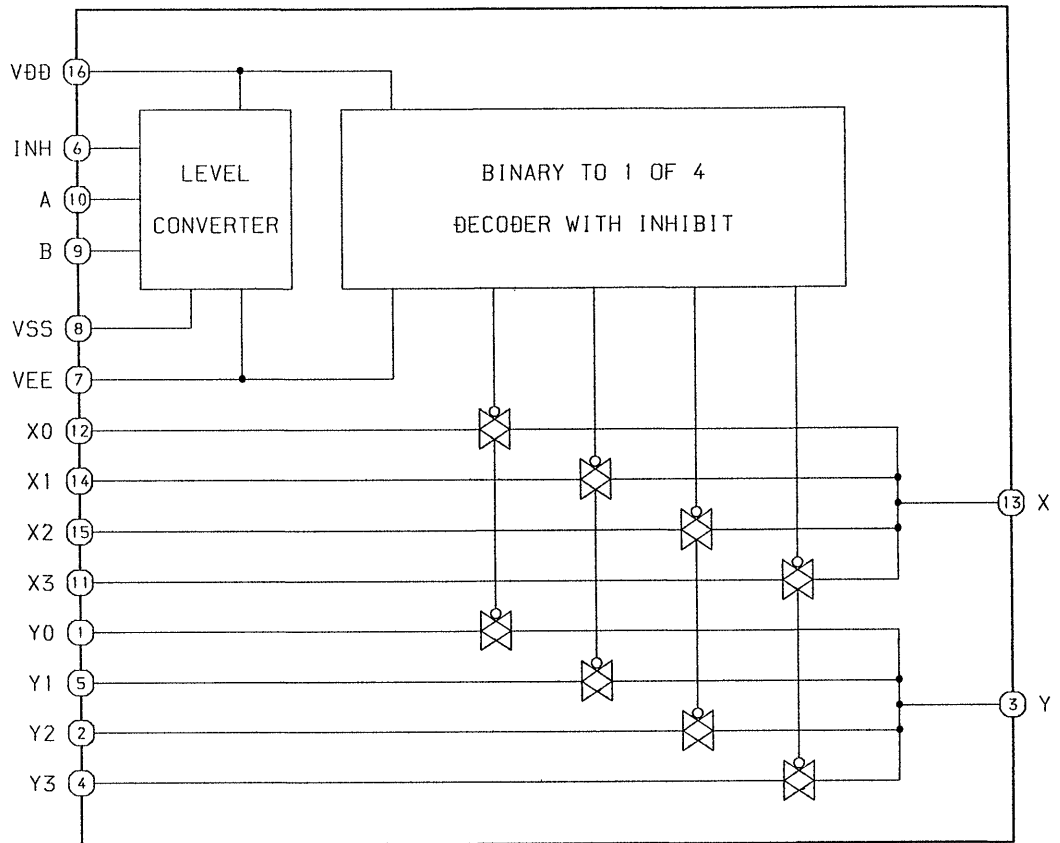 VDD 16
INH 6
A 10
B 9
VSS 8
VEE 7
LEVEL
CONVERTER
BINARY TO 1 OF 4
DECODER WITH INHIBIT
X0 12
X1 14
X2 15
X3 11
Y0 1
Y1 5
Y2 2
Y3 4
13 X
3 Y